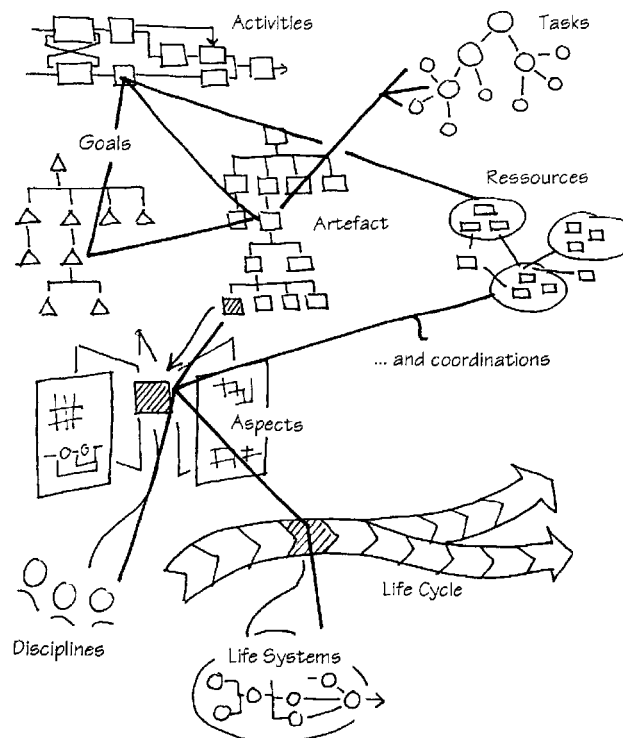 Activities
Tasks
Goals
Ressources
Artefact
... and coordinations
Aspects
Life Cycle
Disciplines
Life Systems